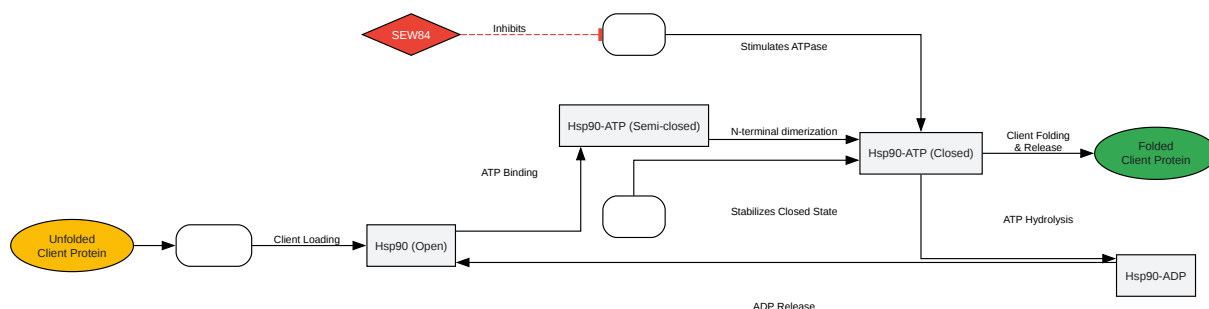 SEW84
Inhibits
Stimulates ATPase
Hsp90-ATP (Semi-closed)
N-terminal dimerization
Hsp90-ATP (Closed)
Client Folding
& Release
Folded
Client Protein
ATP Binding
Stabilizes Closed State
ATP Hydrolysis
Unfolded
Client Protein
Client Loading
Hsp90 (Open)
Hsp90-ADP
ADP Release